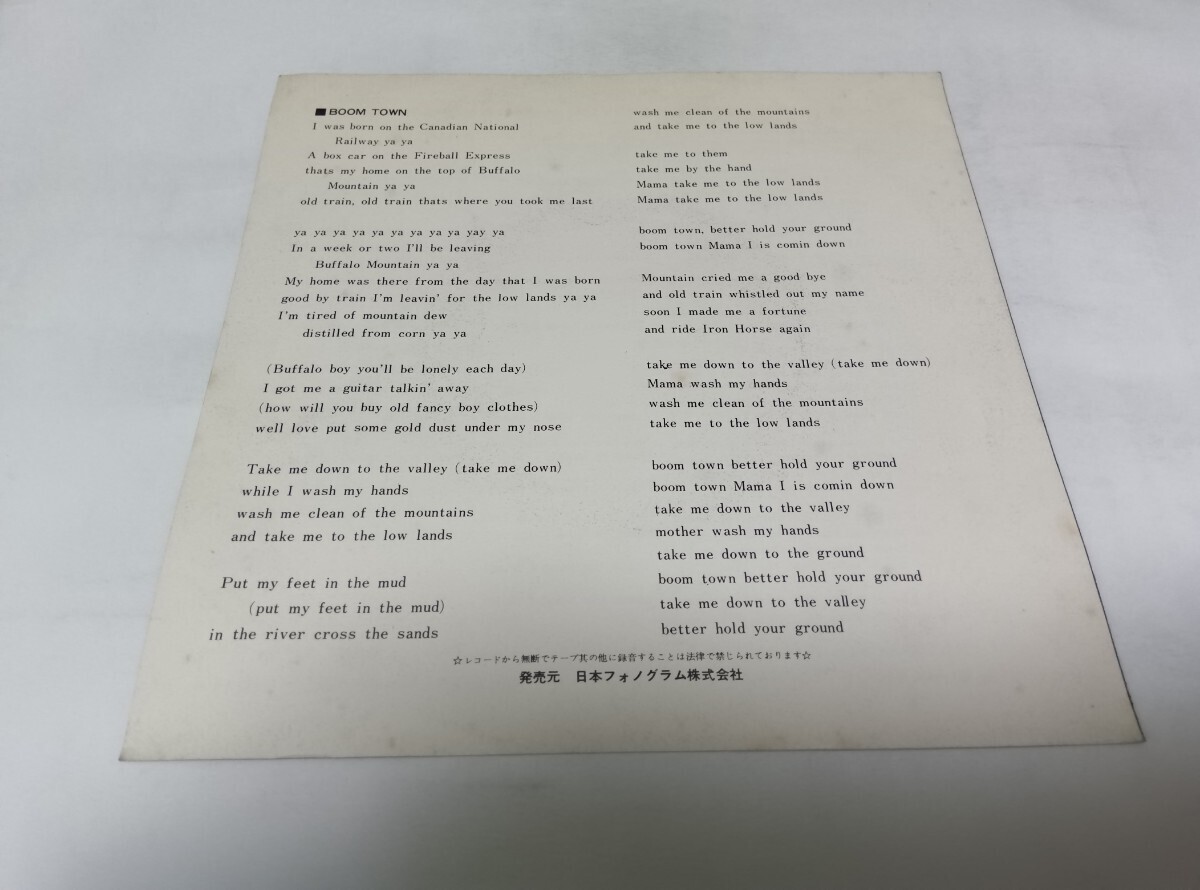 ■BOOM TOWN
I was born on the Canadian National
Railway ya ya
A box car on the Fireball Express
thats my home on the top of Buffalo
Mountain ya ya
old train, old train thats where you took me last

ya ya ya ya ya ya ya ya ya yay ya
In a week or two I'll be leaving
Buffalo Mountain ya ya
My home was there from the day that I was born
good by train I'm leavin' for the low lands ya ya
I'm tired of mountain dew
distilled from corn ya ya

(Buffalo boy you'll be lonely each day)
I got me a guitar talkin' away
(how will you buy old fancy boy clothes)
well love put some gold dust under my nose

Take me down to the valley (take me down)
while I wash my hands
wash me clean of the mountains
and take me to the low lands

Put my feet in the mud
(put my feet in the mud)
in the river cross the sands

wash me clean of the mountains
and take me to the low lands

take me to them
take me by the hand
Mama take me to the low lands
Mama take me to the low lands

boom town, better hold your ground
boom town Mama I is comin down

Mountain cried me a good bye
and old train whistled out my name
soon I made me a fortune
and ride Iron Horse again

take me down to the valley (take me down)
Mama wash my hands
wash me clean of the mountains
take me to the low lands

boom town better hold your ground
boom town Mama I is comin down
take me down to the valley
mother wash my hands
take me down to the ground
boom town better hold your ground
take me down to the valley
better hold your ground

☆レコードから無断でテープ其の他に録音することは法律で禁じられております☆
発売元 日本フォノグラム株式会社